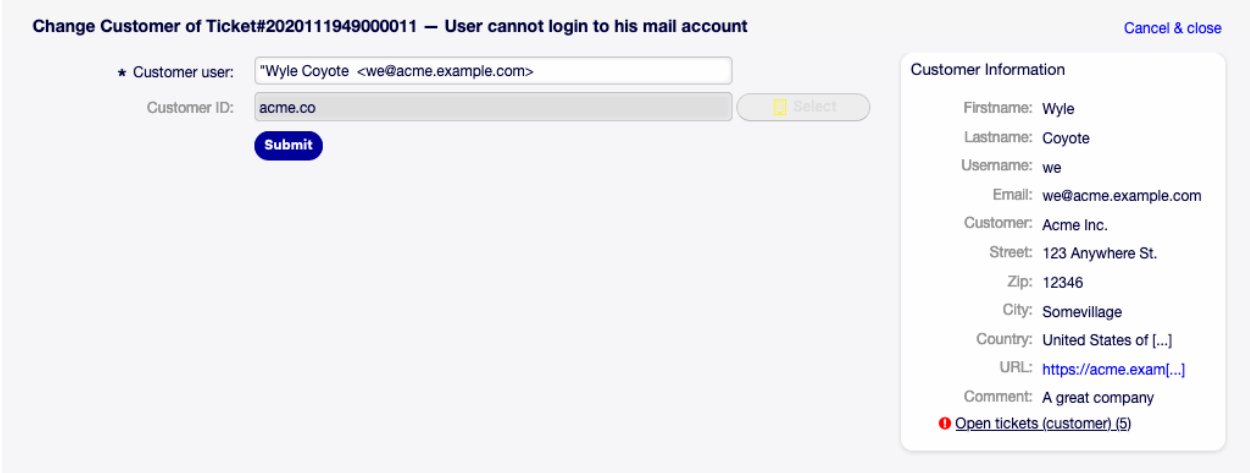 Change Customer of Ticket#2020111949000011 — User cannot login to his mail account
Cancel & close
★ Customer user: "Wyle Coyote <we@acme.example.com>
Customer ID: acme.co Select
Submit
Customer Information
Firstname: Wyle
Lastname: Coyote
Username: we
Email: we@acme.example.com
Customer: Acme Inc.
Street: 123 Anywhere St.
Zip: 12346
City: Somevillage
Country: United States of [...]
URL: https://acme.exam[...]
Comment: A great company
Open tickets (customer) (5)